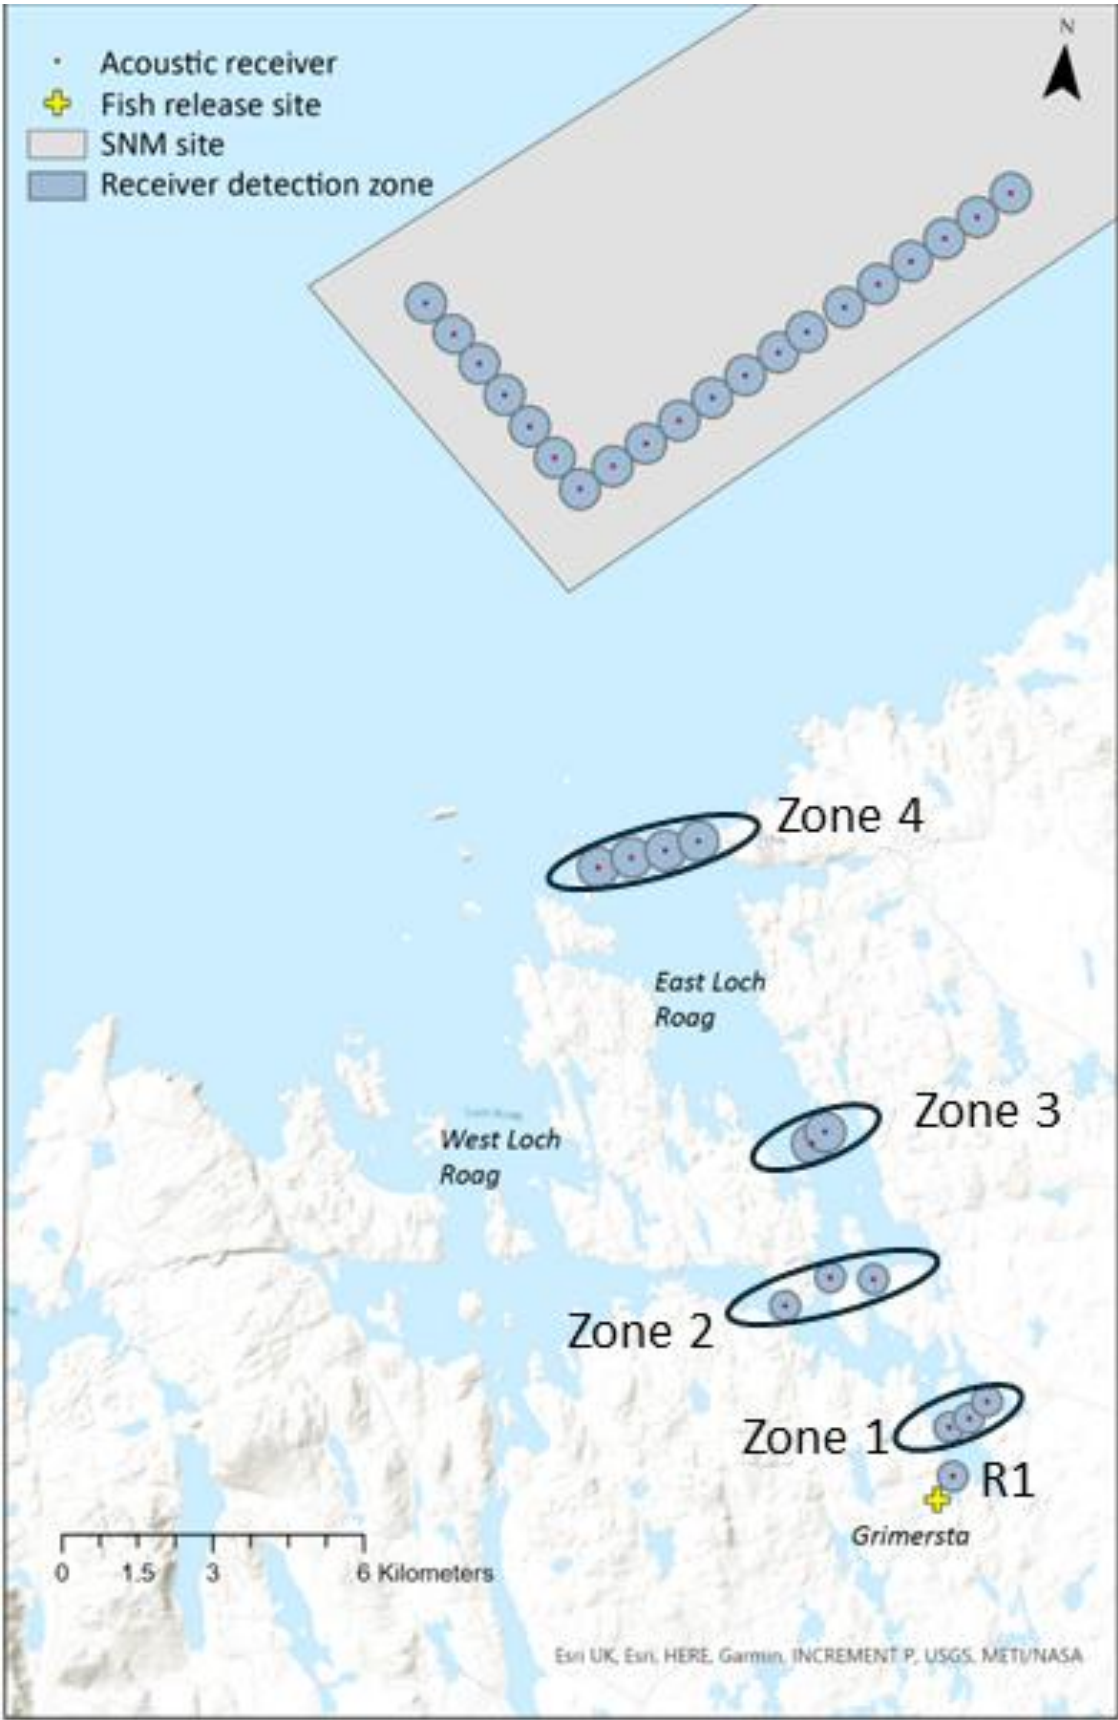 N
Acoustic receiver
Fish release site
SNM site
Receiver detection zone
Zone 4
East Loch
Roag
Zone 3
West Loch
Roag
Zone 2
Zone 1
R1
Grimersta
0 1.5 3 6 Kilometers
Esri UK, Esri, HERE, Garmin, INCREMENT P, USGS, METI/NASA